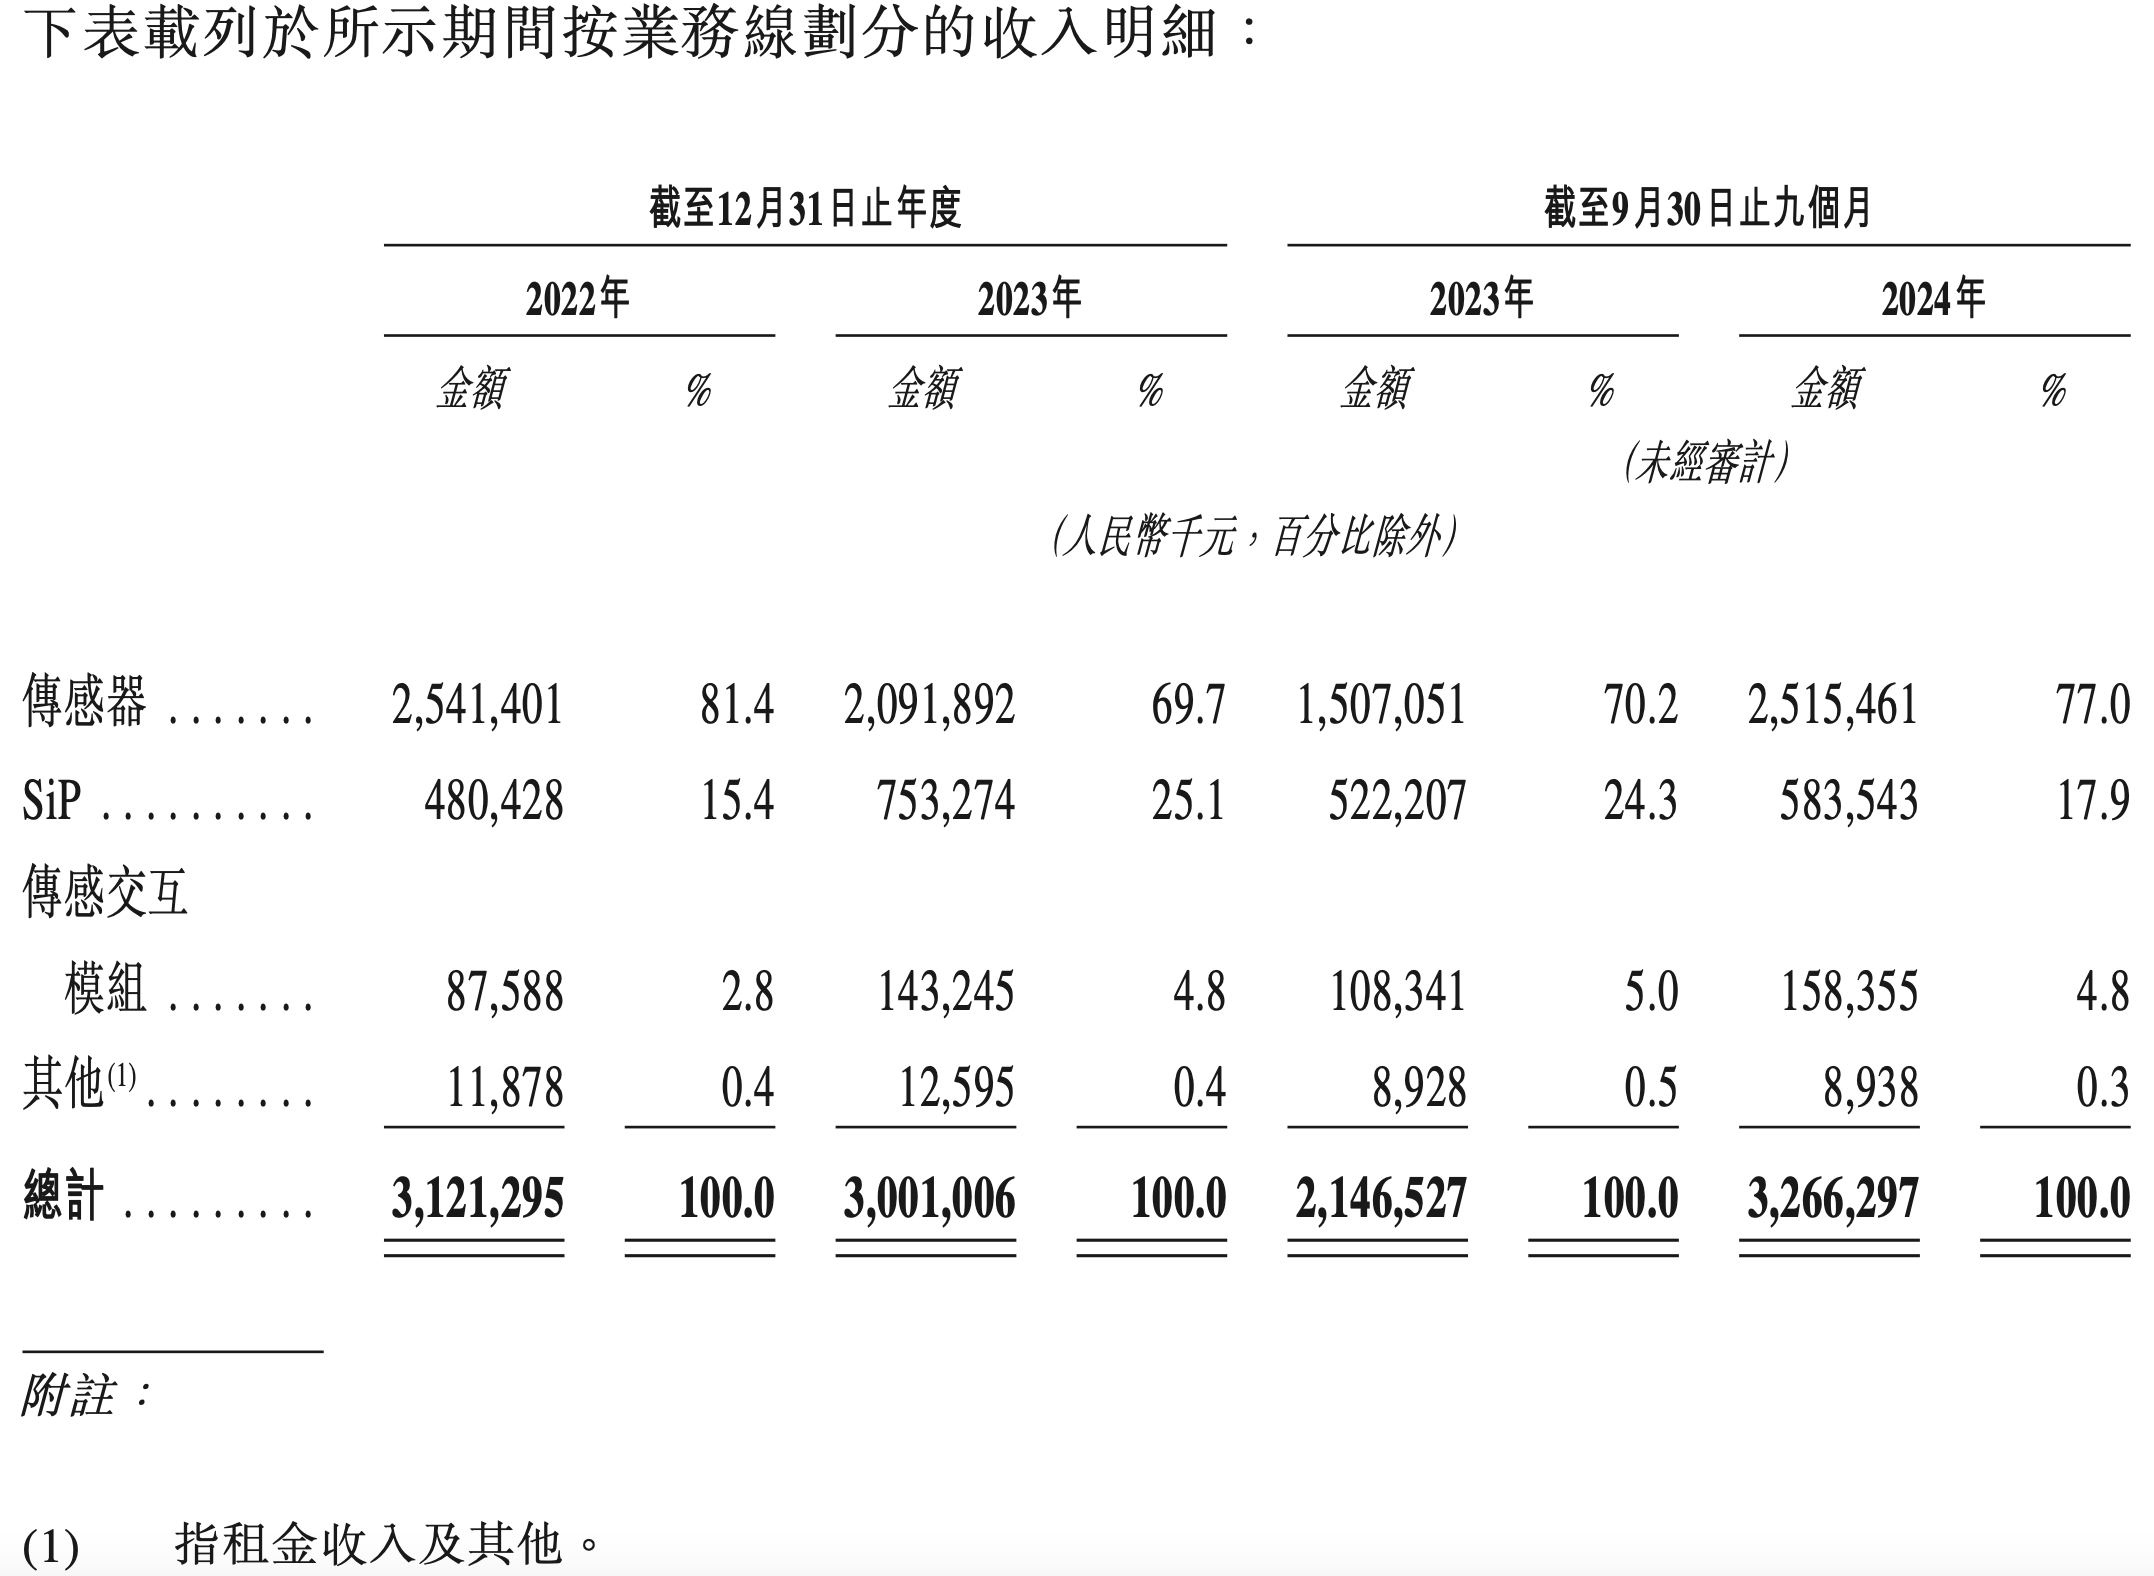 下表載列於所示期間按業務線劃分的收入明細：
截至12月31日止年度 截至9月30日止九個月
2022年 2023年 2023年 2024年
金額 % 金額 % 金額 % 金額 %
(未經審計)
(人民幣千元，百分比除外)
傳感器 ....... 2,541,401 81.4 2,091,892 69.7 1,507,051 70.2 2,515,461 77.0
SiP .......... 480,428 15.4 753,274 25.1 522,207 24.3 583,543 17.9
傳感交互
模組 ....... 87,588 2.8 143,245 4.8 108,341 5.0 158,355 4.8
其他(1) ........ 11,878 0.4 12,595 0.4 8,928 0.5 8,938 0.3
總計 ......... 3,121,295 100.0 3,001,006 100.0 2,146,527 100.0 3,266,297 100.0
附註：
(1) 指租金收入及其他。